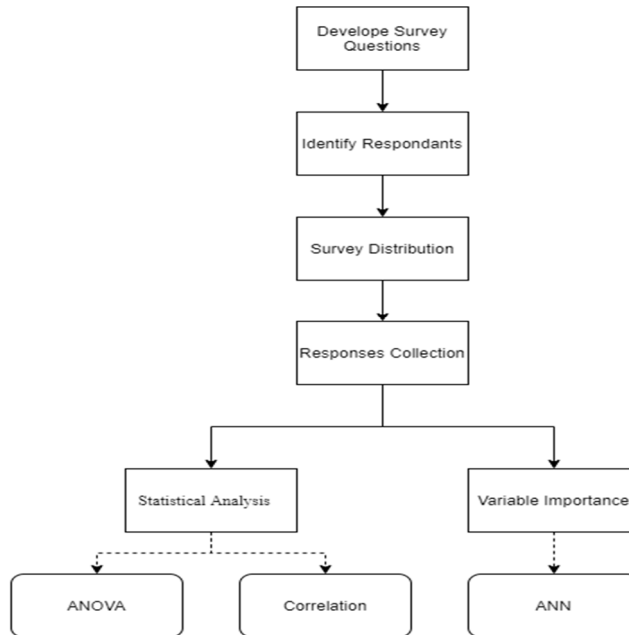 Develope Survey
Questions
Identify Respondants
Survey Distribution
Responses Collection
Statistical Analysis
Variable Importance
ANOVA
Correlation
ANN